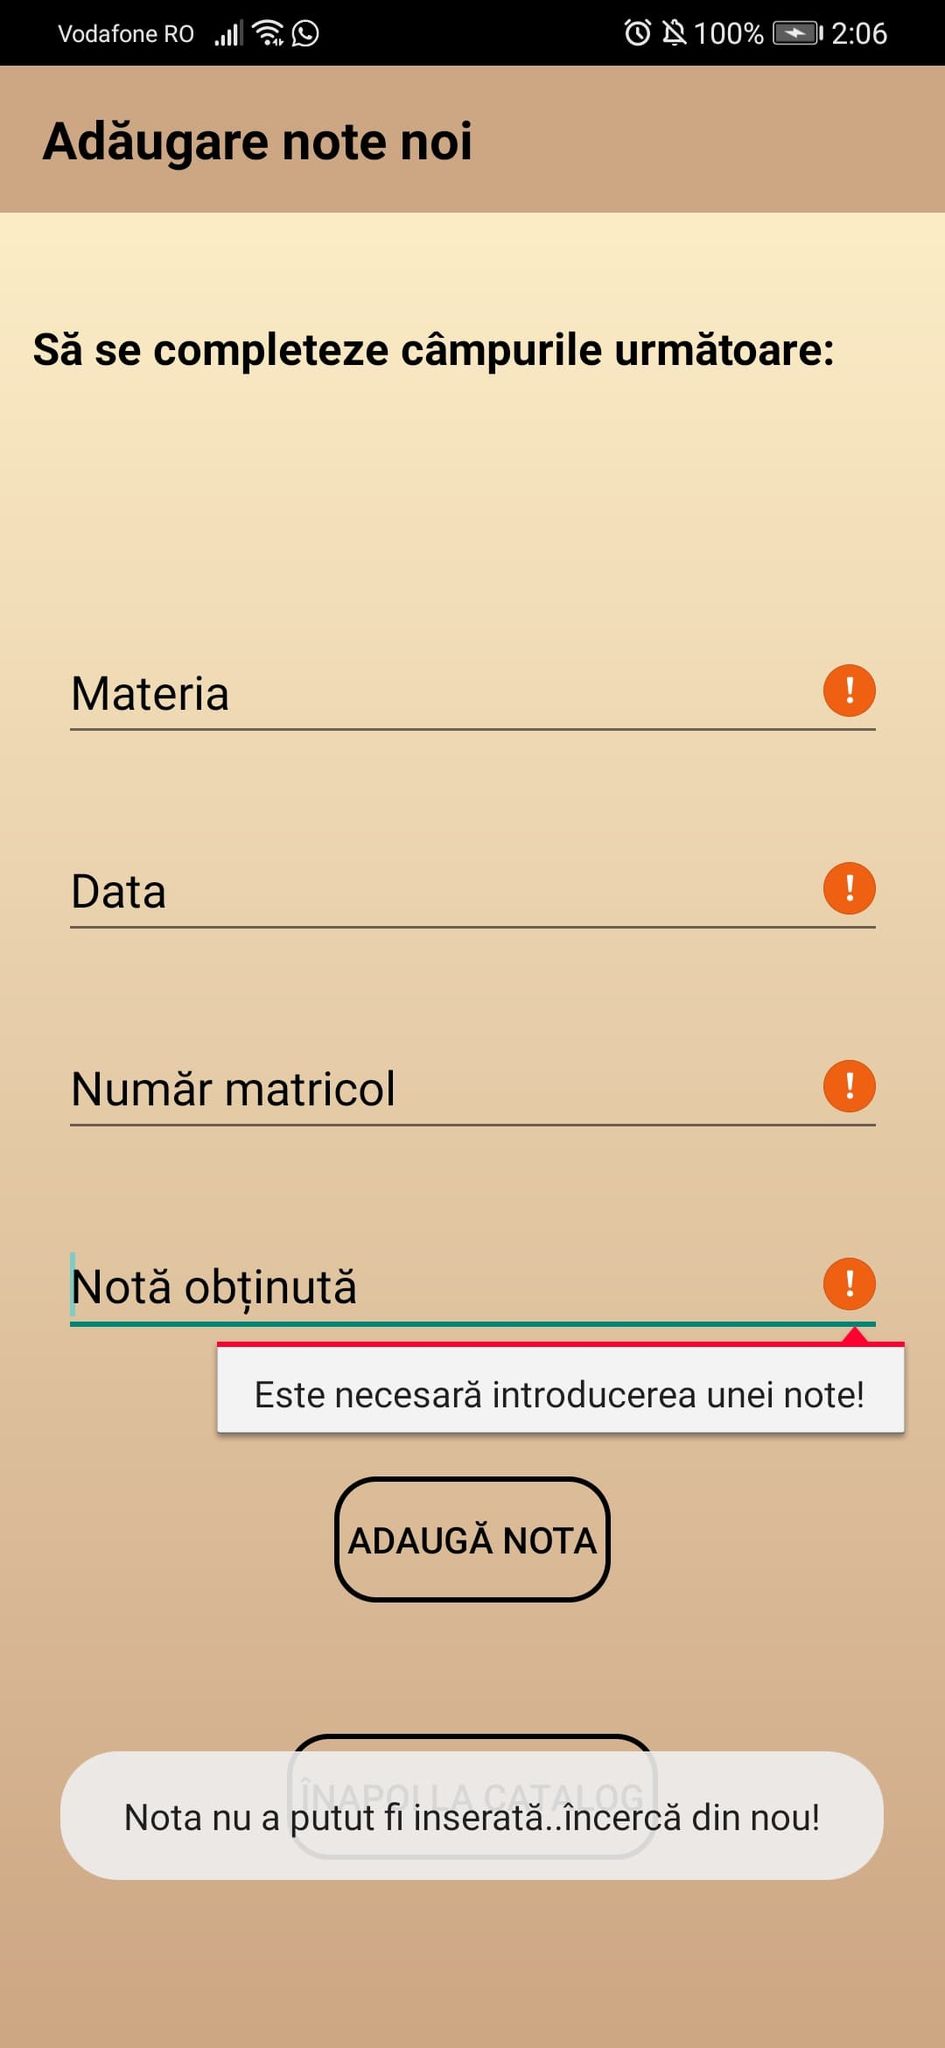 Vodafone RO 100% 2:06
Adăugare note noi
Să se completeze câmpurile următoare:
Materia
Data
Număr matricol
Notă obținută
Este necesară introducerea unei note!
ADAUGĂ NOTA
ÎNAPOI LA CATALOG
Nota nu a putut fi inserată..încercă din nou!